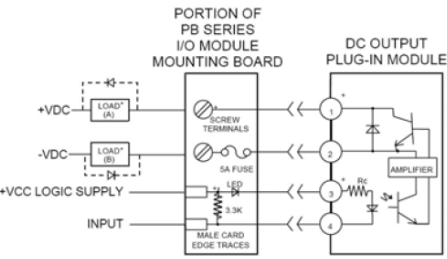 PORTION OF
PB SERIES
I/O MODULE
MOUNTING BOARD
DC OUTPUT
PLUG-IN MODULE
+VDC
LOAD*
(A)
+
SCREW
TERMINALS
+
1
-VDC
LOAD*
(B)
5A FUSE
2
AMPLIFIER
+VCC LOGIC SUPPLY
LED
+
3
Rc
3.3K
INPUT
4
MALE CARD
EDGE TRACES